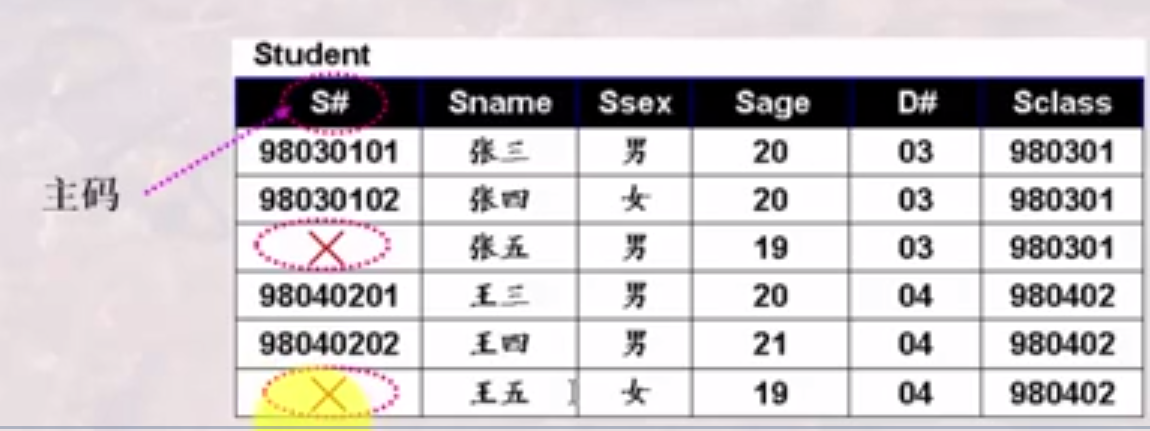 Student
S# Sname Ssex Sage D# Sclass
98030101 张三 男 20 03 980301
主码
98030102 张四 女 20 03 980301
张五 男 19 03 980301
98040201 王三 男 20 04 980402
98040202 王四 男 21 04 980402
王五 女 19 04 980402